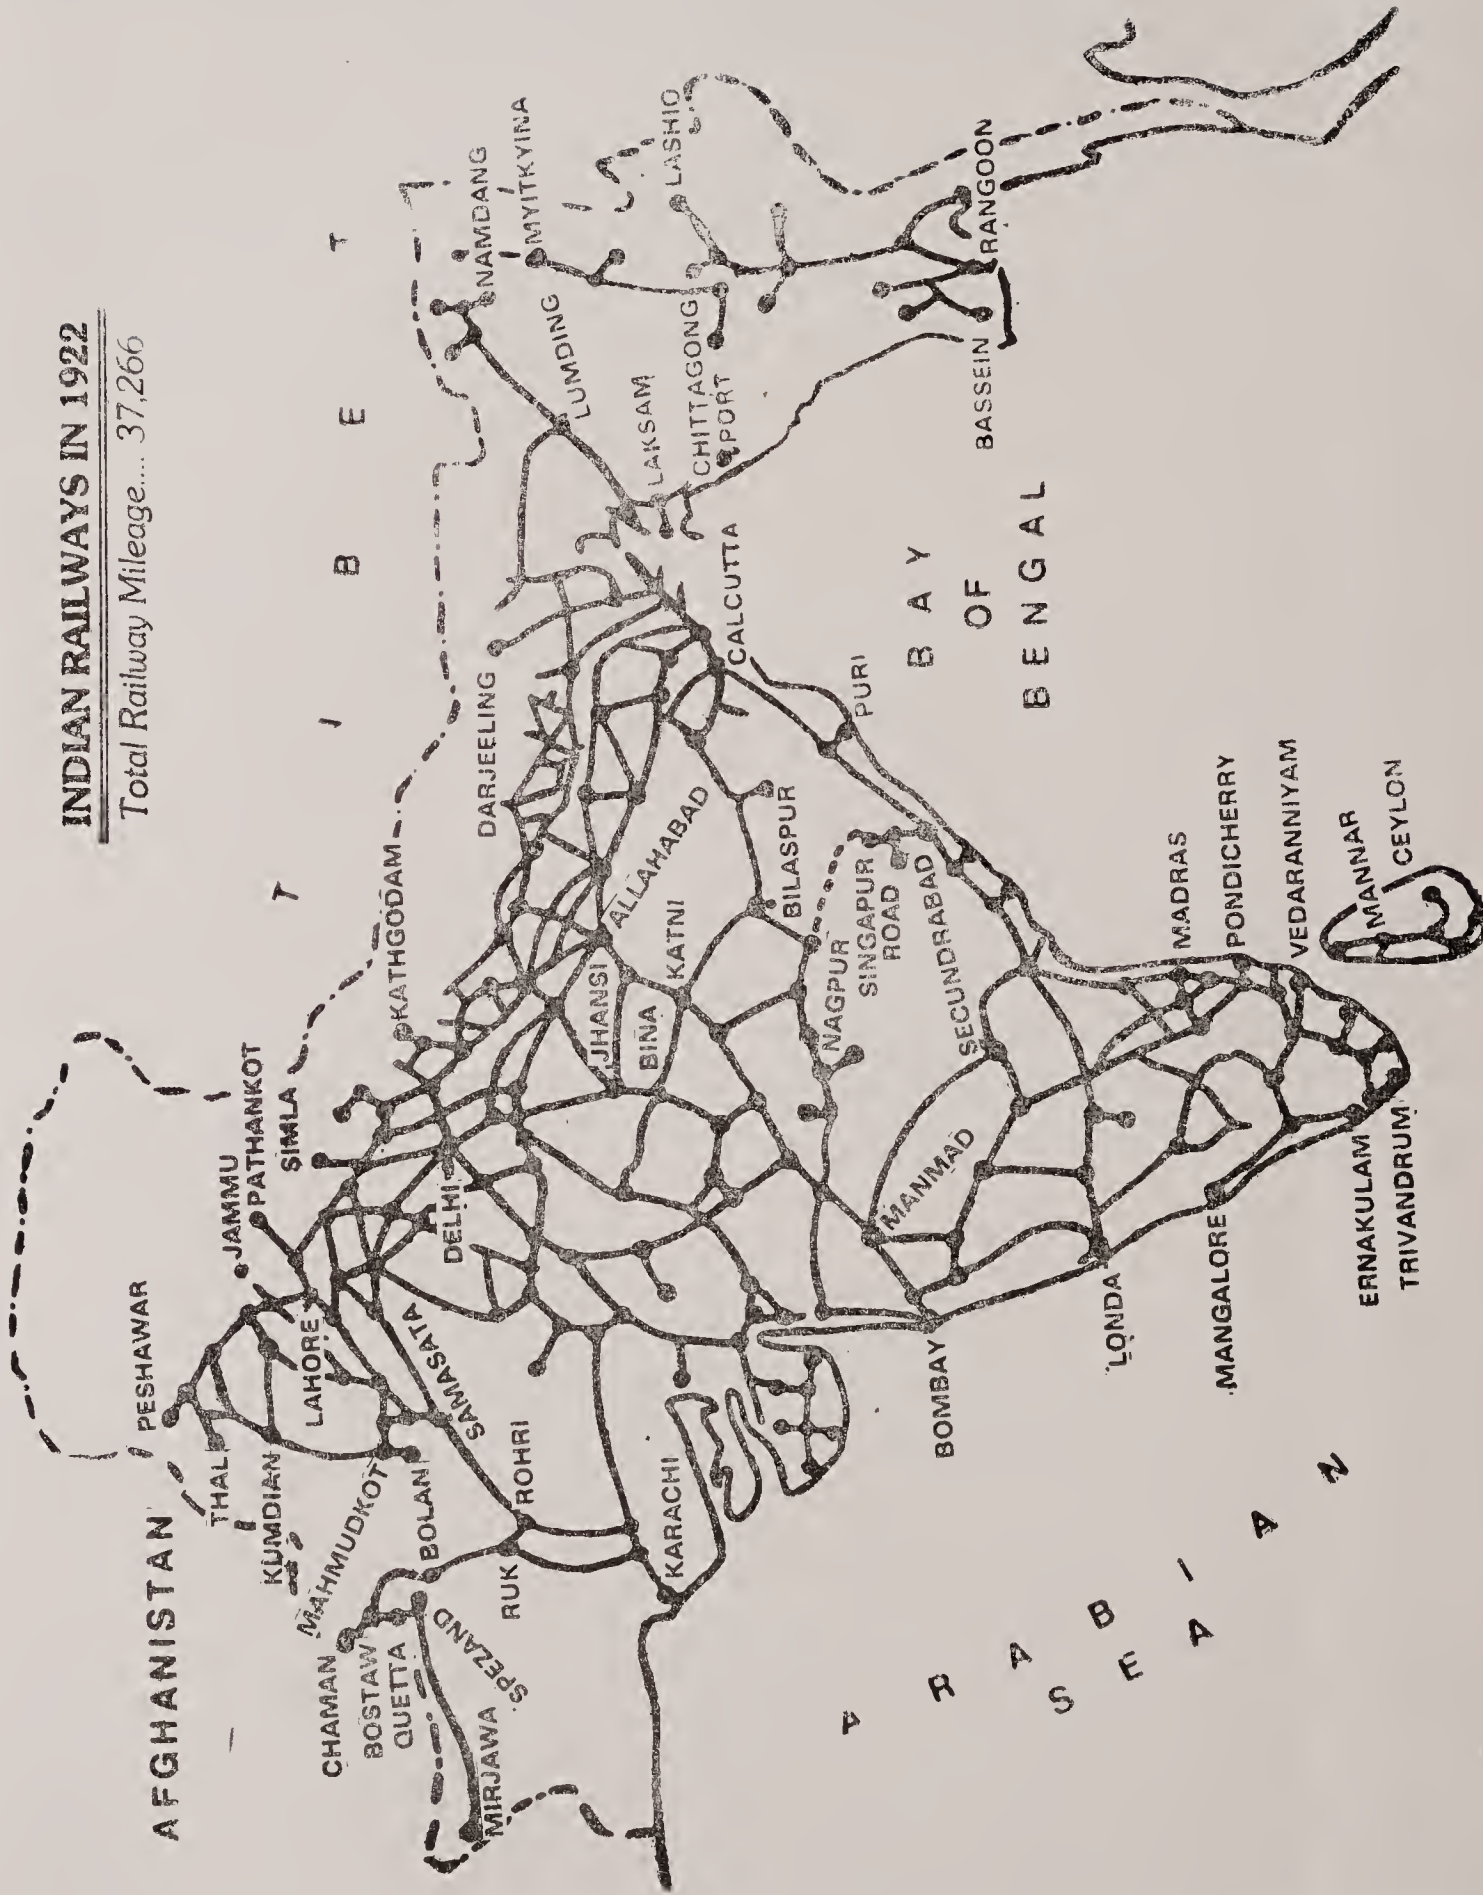 INDIAN RAILWAYS IN 1922
Total Railway Mileage.... 37,266
AFGHANISTAN
TIBET
PESHAWAR
JAMMU
PATHANKOT
SIMLA
THAL
KUMDIAN
LAHORE
MAHMUDKOT
CHAMAN
BOSTAW
QUETTA
BOLAN
SPEZAND
MIRJAWA
SAMASATA
ROHRI
RUK
KARACHI
DELHI
KATHGODAM
DARJEELING
NAMDANG
MYITKYINA
LUMDING
LASHIO
LAKSAM
CHITTAGONG
PORT
CALCUTTA
ALLAHABAD
JHANSI
BINA
KATNI
BILASPUR
NAGPUR
SINGAPUR
ROAD
SECUNDRABAD
PURI
BASSEIN
RANGOON
BAY
OF
BENGAL
MANMAD
BOMBAY
LONDA
MANGALORE
ERNAKULAM
TRIVANDRUM
MADRAS
PONDICHERRY
VEDARANNIYAM
MANNAR
CEYLON
ARABIAN
SEA